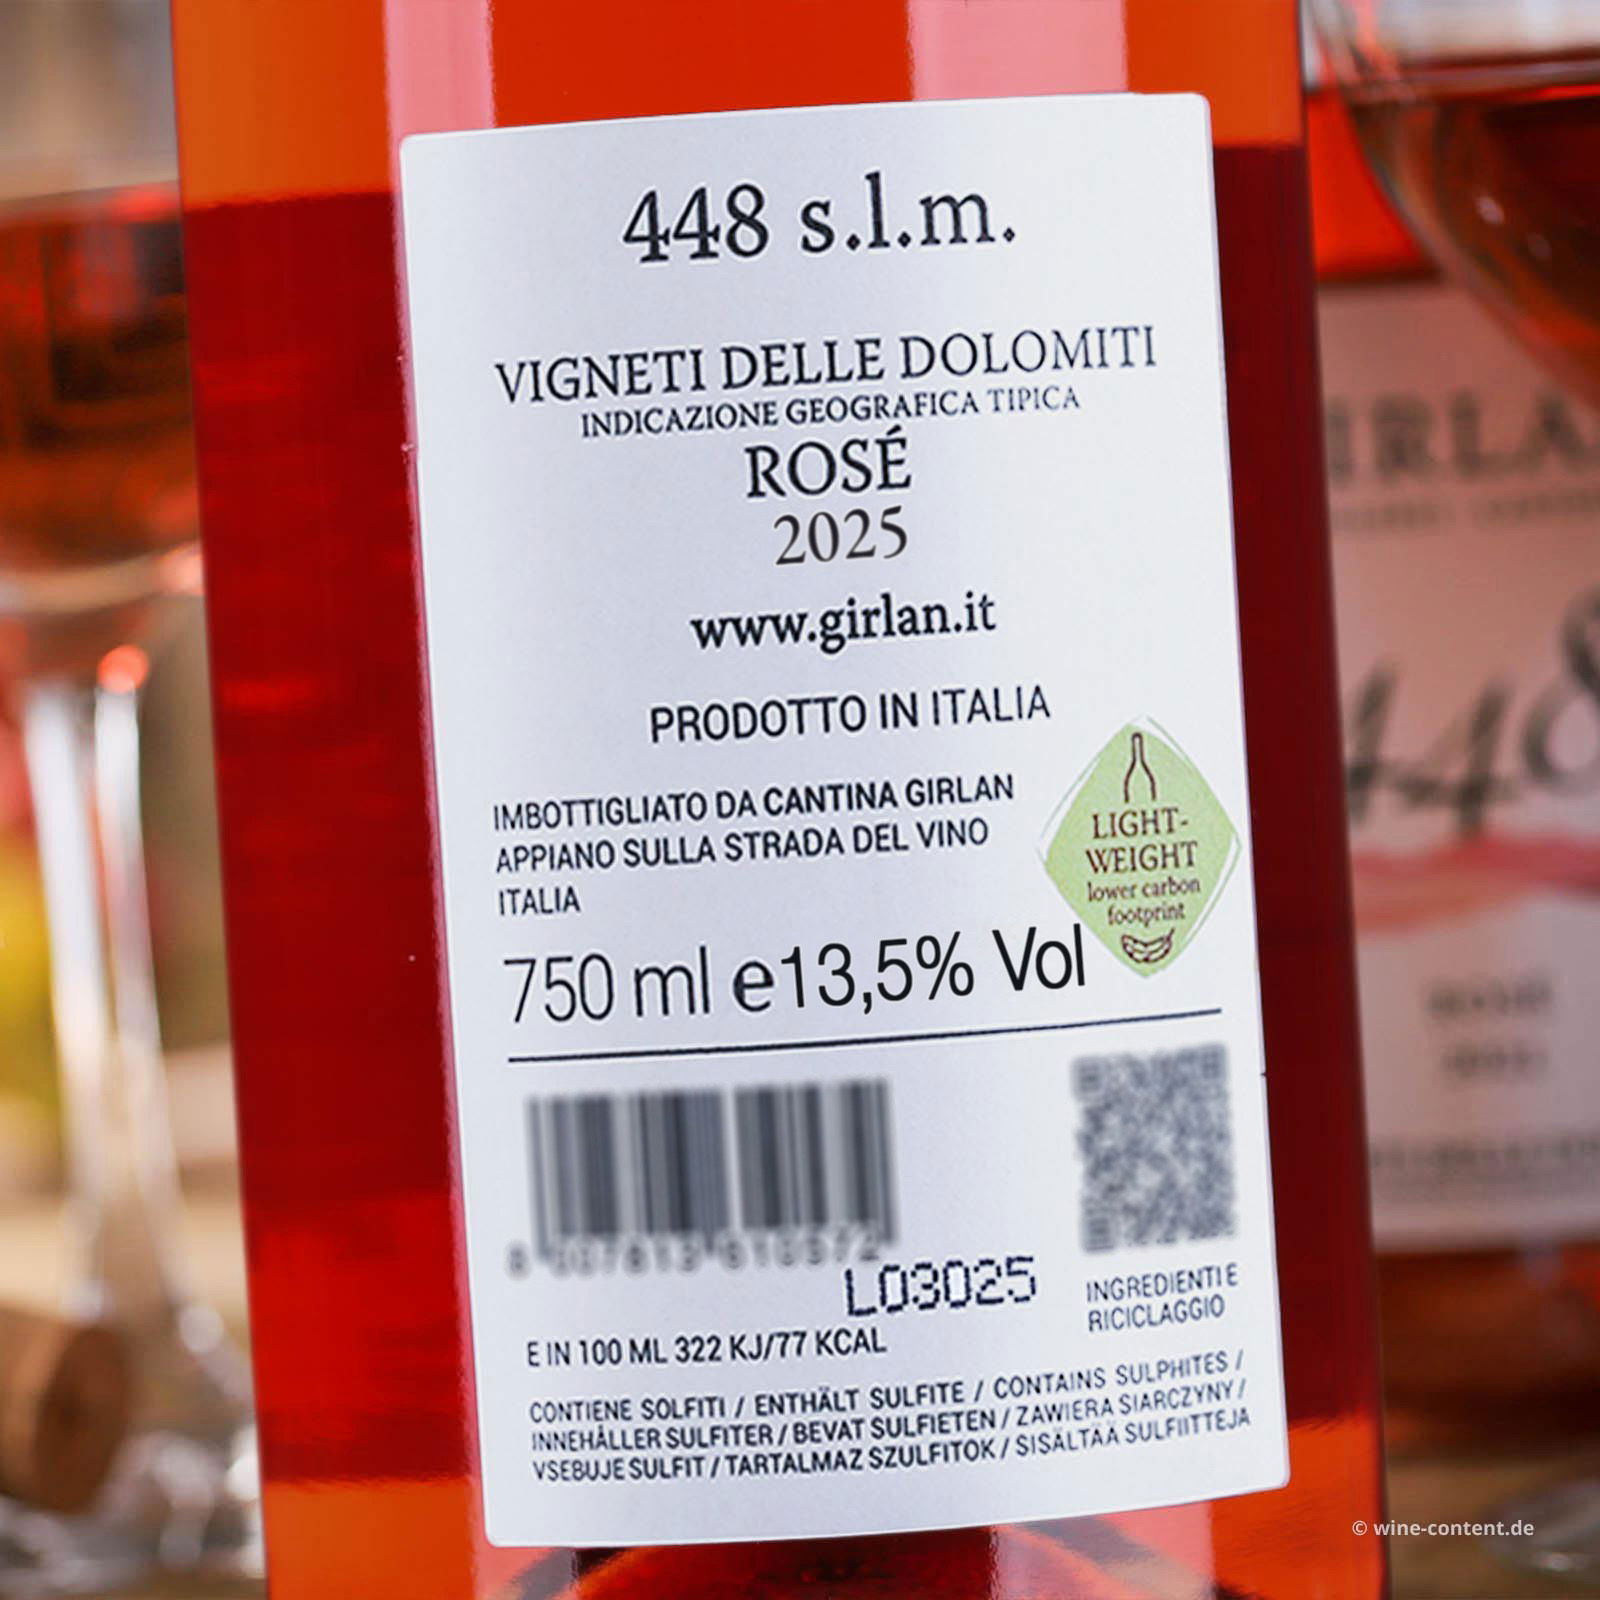 448 s.l.m.
VIGNETI DELLE DOLOMITI
INDICAZIONE GEOGRAFICA TIPICA
ROSÉ
2025
www.girlan.it
PRODOTTO IN ITALIA
IMBOTTIGLIATO DA CANTINA GIRLAN
APPIANO SULLA STRADA DEL VINO
ITALIA
LIGHT-
WEIGHT
lower carbon
footprint
750 ml e 13,5% Vol
L03025
INGREDIENTI E
RICICLAGGIO
E IN 100 ML 322 KJ/77 KCAL
CONTIENE SOLFITI / ENTHÄLT SULFITE / CONTAINS SULPHITES /
INNEHÅLLER SULFITER / BEVAT SULFIETEN / ZAWIERA SIARCZYNY /
VSEBUJE SULFIT / TARTALMAZ SZULFITOK / SISÄLTÄÄ SULFIITTEJA
GIRLAN
448
© wine-content.de